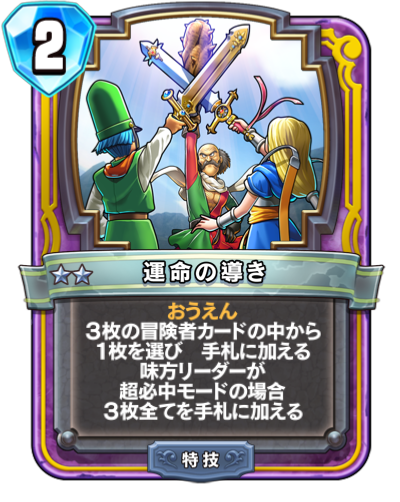 2
運命の導き
おうえん
3枚の冒険者カードの中から
1枚を選び 手札に加える
味方リーダーが
超必中モードの場合
3枚全てを手札に加える
特技